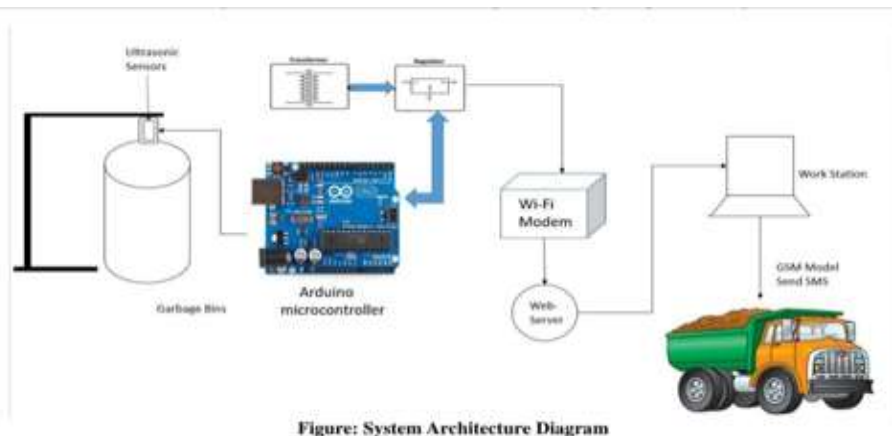 Ultrasonic
Sensors
Transformer
Regulator
Wi-Fi
Modem
Work Station
Arduino
microcontroller
Garbage Bins
Web-
Server
GSM Model
Send SMS
Figure: System Architecture Diagram